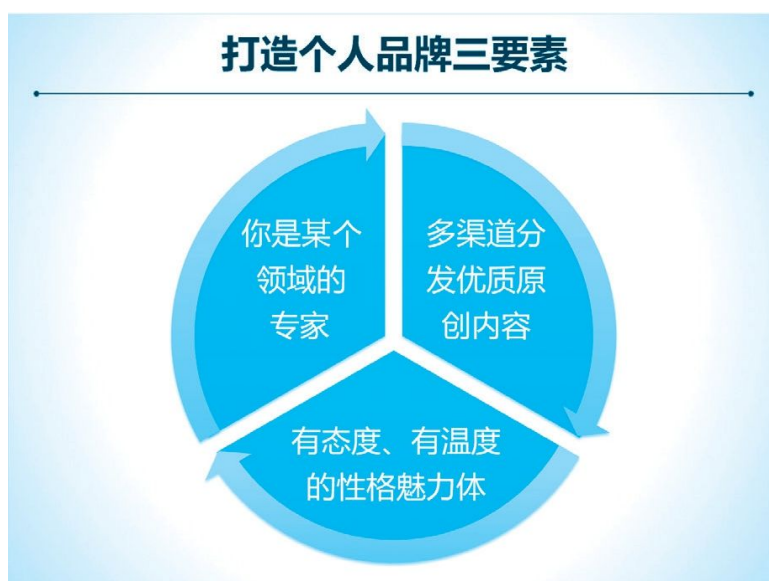 打造个人品牌三要素
你是某个
领域的
专家
多渠道分
发优质原
创内容
有态度、有温度
的性格魅力体